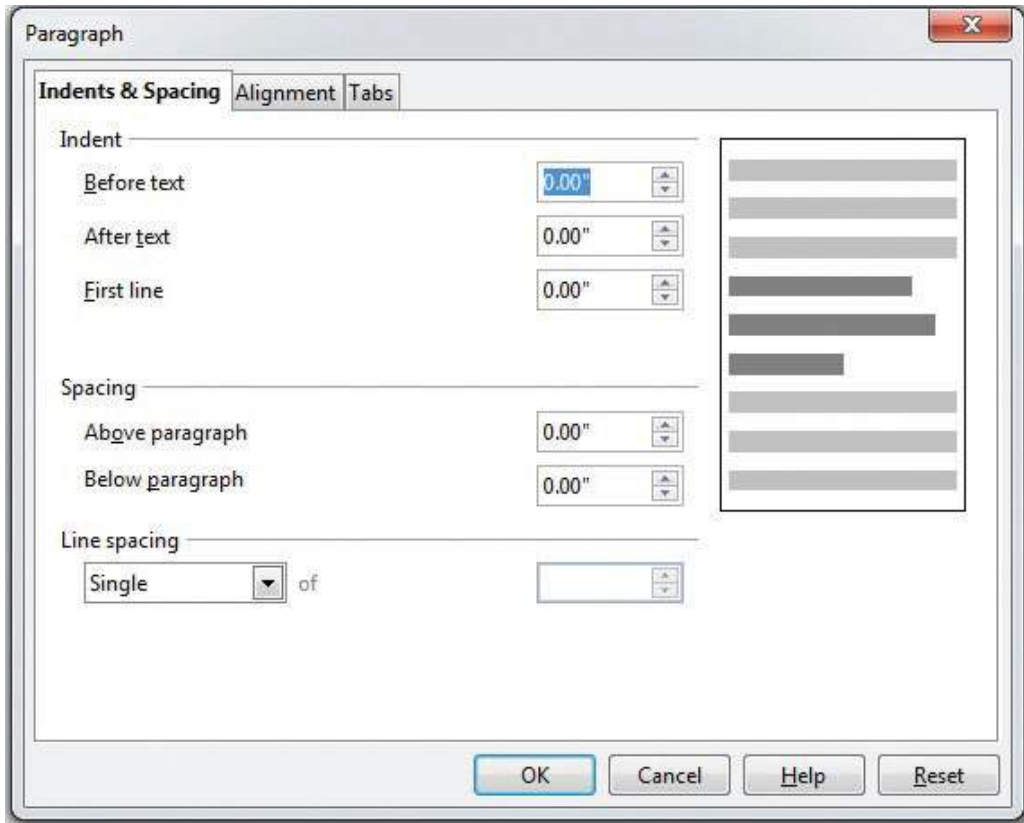 Paragraph
Indents & Spacing Alignment Tabs
Indent
Before text 0.00"
After text 0.00"
First line 0.00"
Spacing
Above paragraph 0.00"
Below paragraph 0.00"
Line spacing
Single of
OK Cancel Help Reset